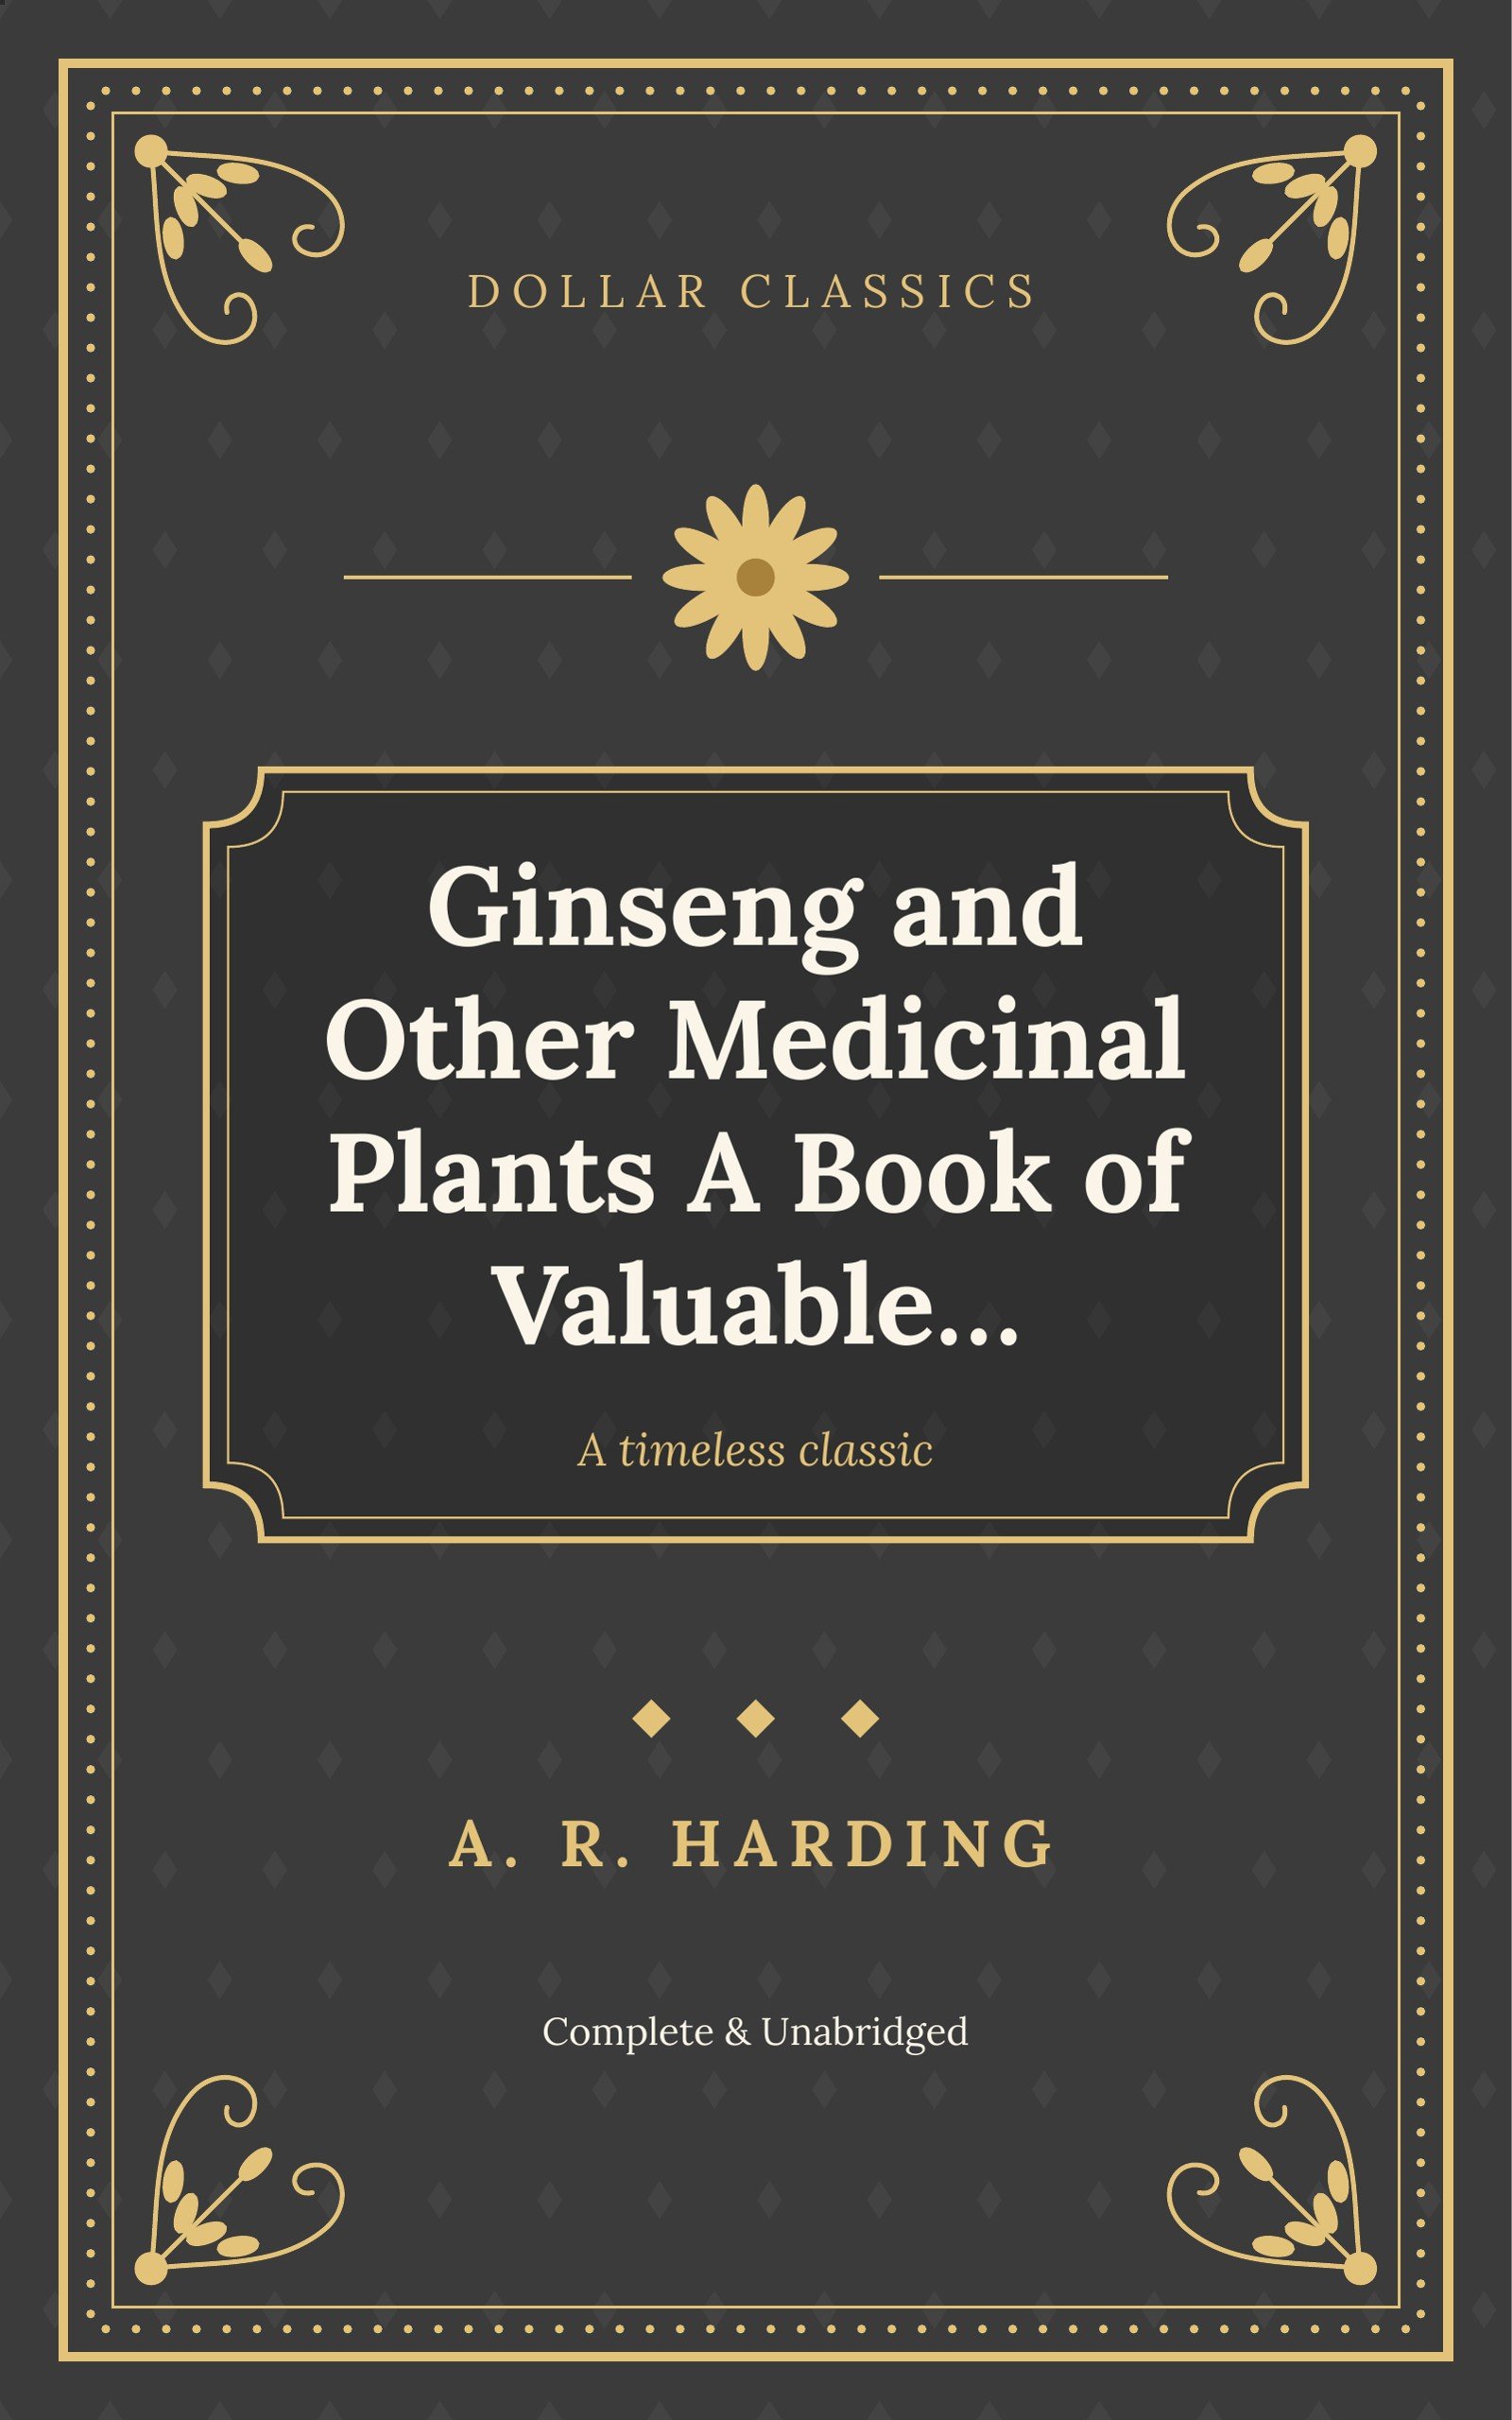 DOLLAR CLASSICS
Ginseng and
Other Medicinal
Plants A Book of
Valuable...
A timeless classic
A. R. HARDING
Complete & Unabridged